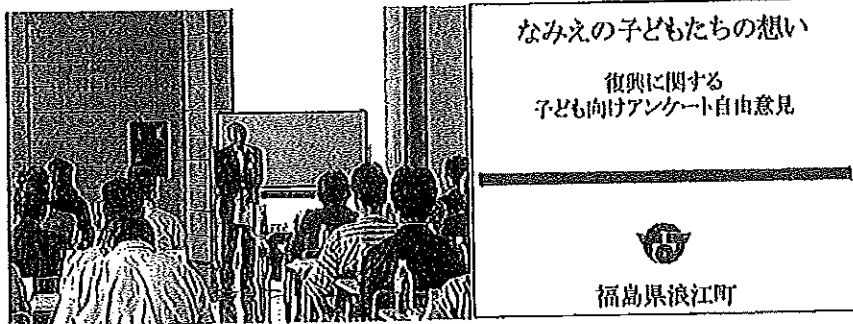 なみえの子どもたちの想い
復興に関する
子ども向けアンケート自由意見
福島県浪江町